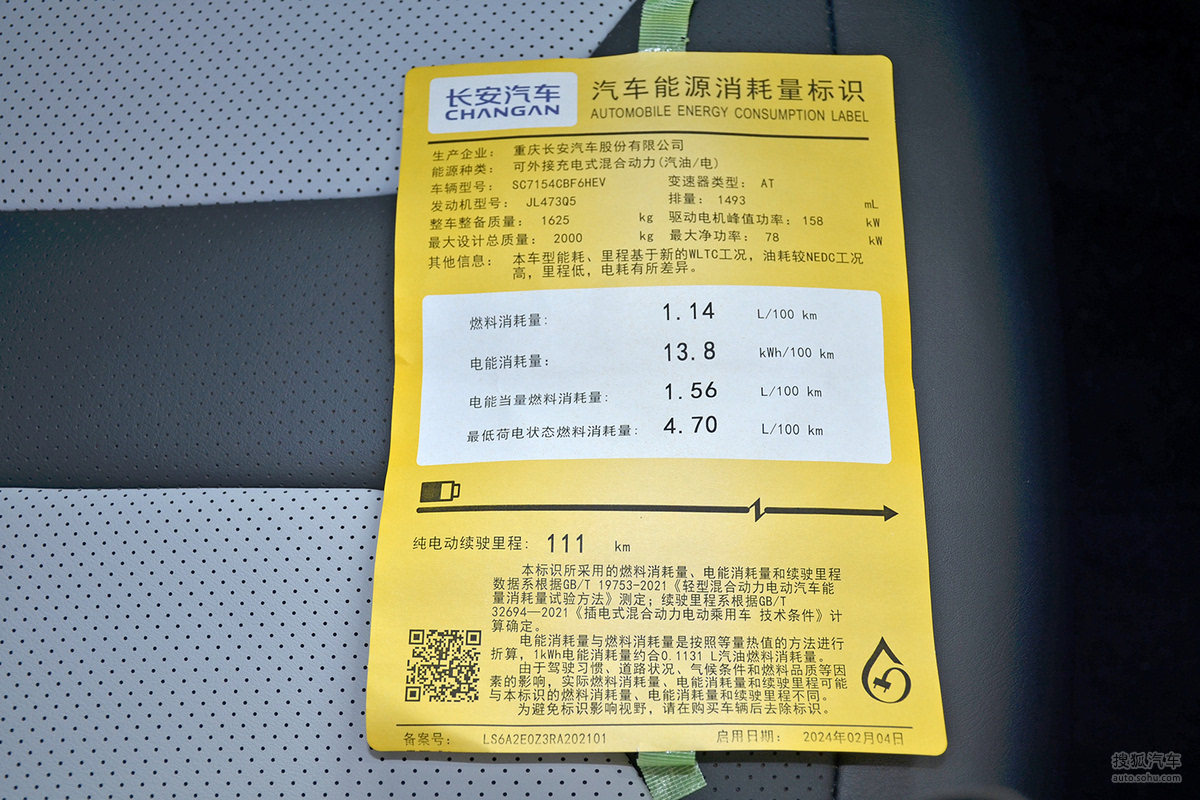 长安汽车
CHANGAN
汽车能源消耗量标识
AUTOMOBILE ENERGY CONSUMPTION LABEL
生产企业: 重庆长安汽车股份有限公司
能源种类: 可外接充电式混合动力(汽油/电)
车辆型号: SC7154CBF6HEV 变速器类型: AT
发动机型号: JL473Q5 排量: 1493 mL
整车整备质量: 1625 kg 驱动电机峰值功率: 158 kW
最大设计总质量: 2000 kg 最大净功率: 78 kW
其他信息: 本车型能耗、里程基于新的WLTC工况,油耗较NEDC工况
高,里程低,电耗有所差异。
燃料消耗量: 1.14 L/100 km
电能消耗量: 13.8 kWh/100 km
电能当量燃料消耗量: 1.56 L/100 km
最低荷电状态燃料消耗量: 4.70 L/100 km
纯电动续驶里程: 111 km
本标识所采用的燃料消耗量、电能消耗量和续驶里程
数据系根据GB/T 19753-2021《轻型混合动力电动汽车能
量消耗量试验方法》测定;续驶里程系根据GB/T
32694—2021《插电式混合动力电动乘用车 技术条件》计
算确定。
电能消耗量与燃料消耗量是按照等量热值的方法进行
折算,1kWh电能消耗量约合0.1131 L汽油燃料消耗量。
由于驾驶习惯、道路状况、气候条件和燃料品质等因
素的影响,实际燃料消耗量、电能消耗量和续驶里程可能
与本标识的燃料消耗量、电能消耗量和续驶里程不同。
为避免标识影响视野,请在购买车辆后去除标识。
备案号: LS6A2E0Z3RA202101 启用日期: 2024年02月04日
搜狐汽车
auto.sohu.com